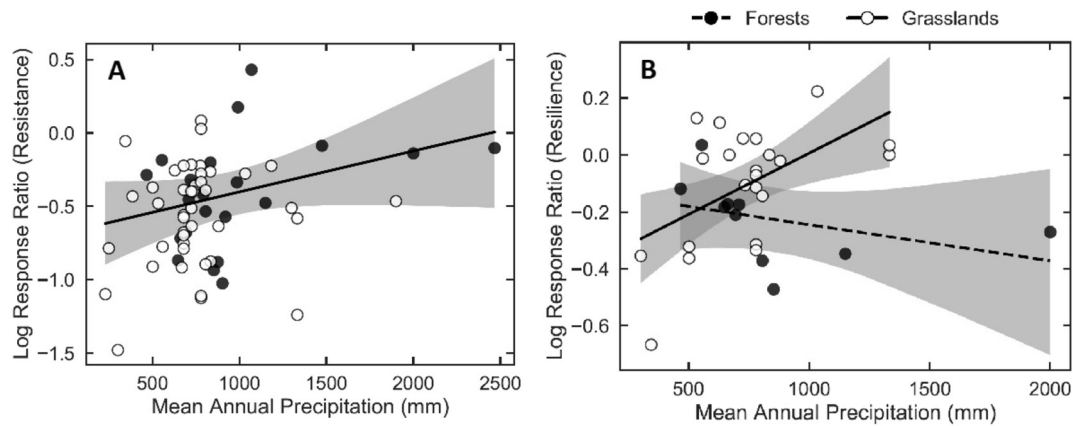 Forests
Grasslands
A
Log Response Ratio (Resistance)
0.5
0.0
−0.5
−1.0
−1.5
500
1000
1500
2000
2500
Mean Annual Precipitation (mm)
B
Log Response Ratio (Resilience)
0.2
0.0
−0.2
−0.4
−0.6
500
1000
1500
2000
Mean Annual Precipitation (mm)